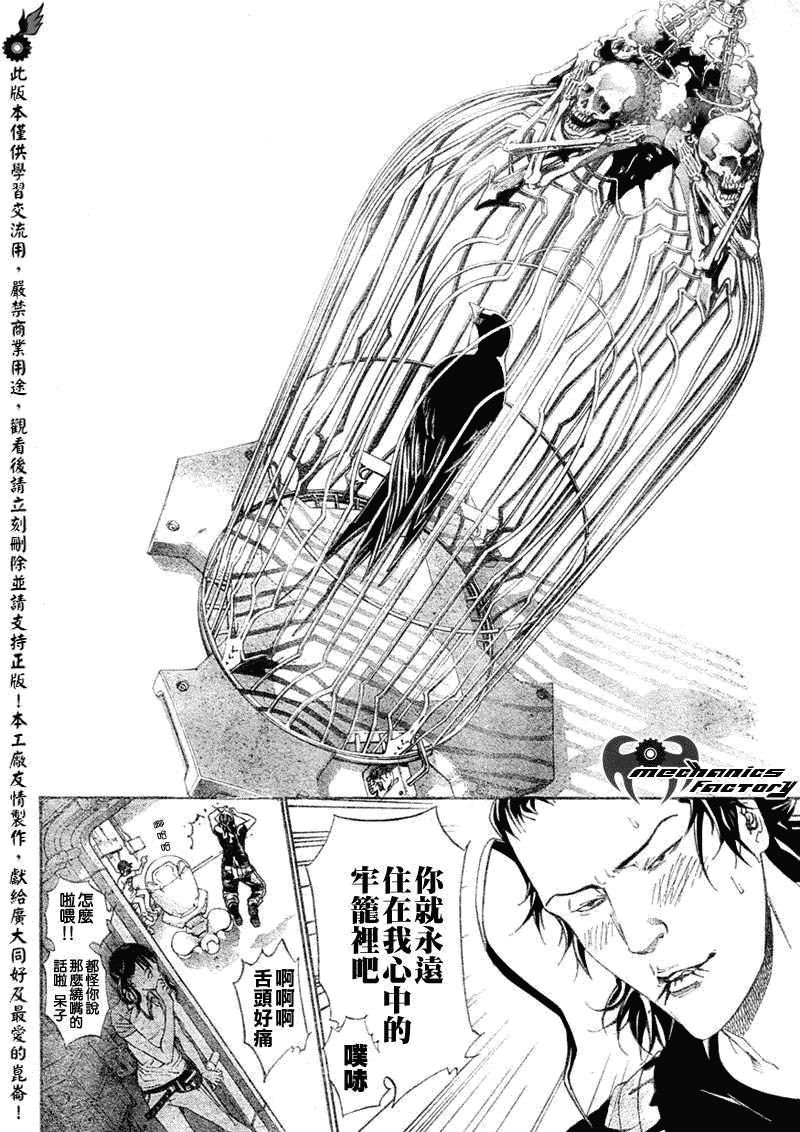 此版本僅供學習交流用，嚴禁商業用途，觀看後請立刻刪除並請支持正版！本工廠友情製作，獻給廣大同好及最愛的崑崙！
mechanics
Factory
你就永遠
住在我心中的
牢籠裡吧
噗哧
啊啊啊
舌頭好痛
啊哈哈
怎麼
啦喂!!
都怪你說
那麼繞嘴的
話啦 呆子